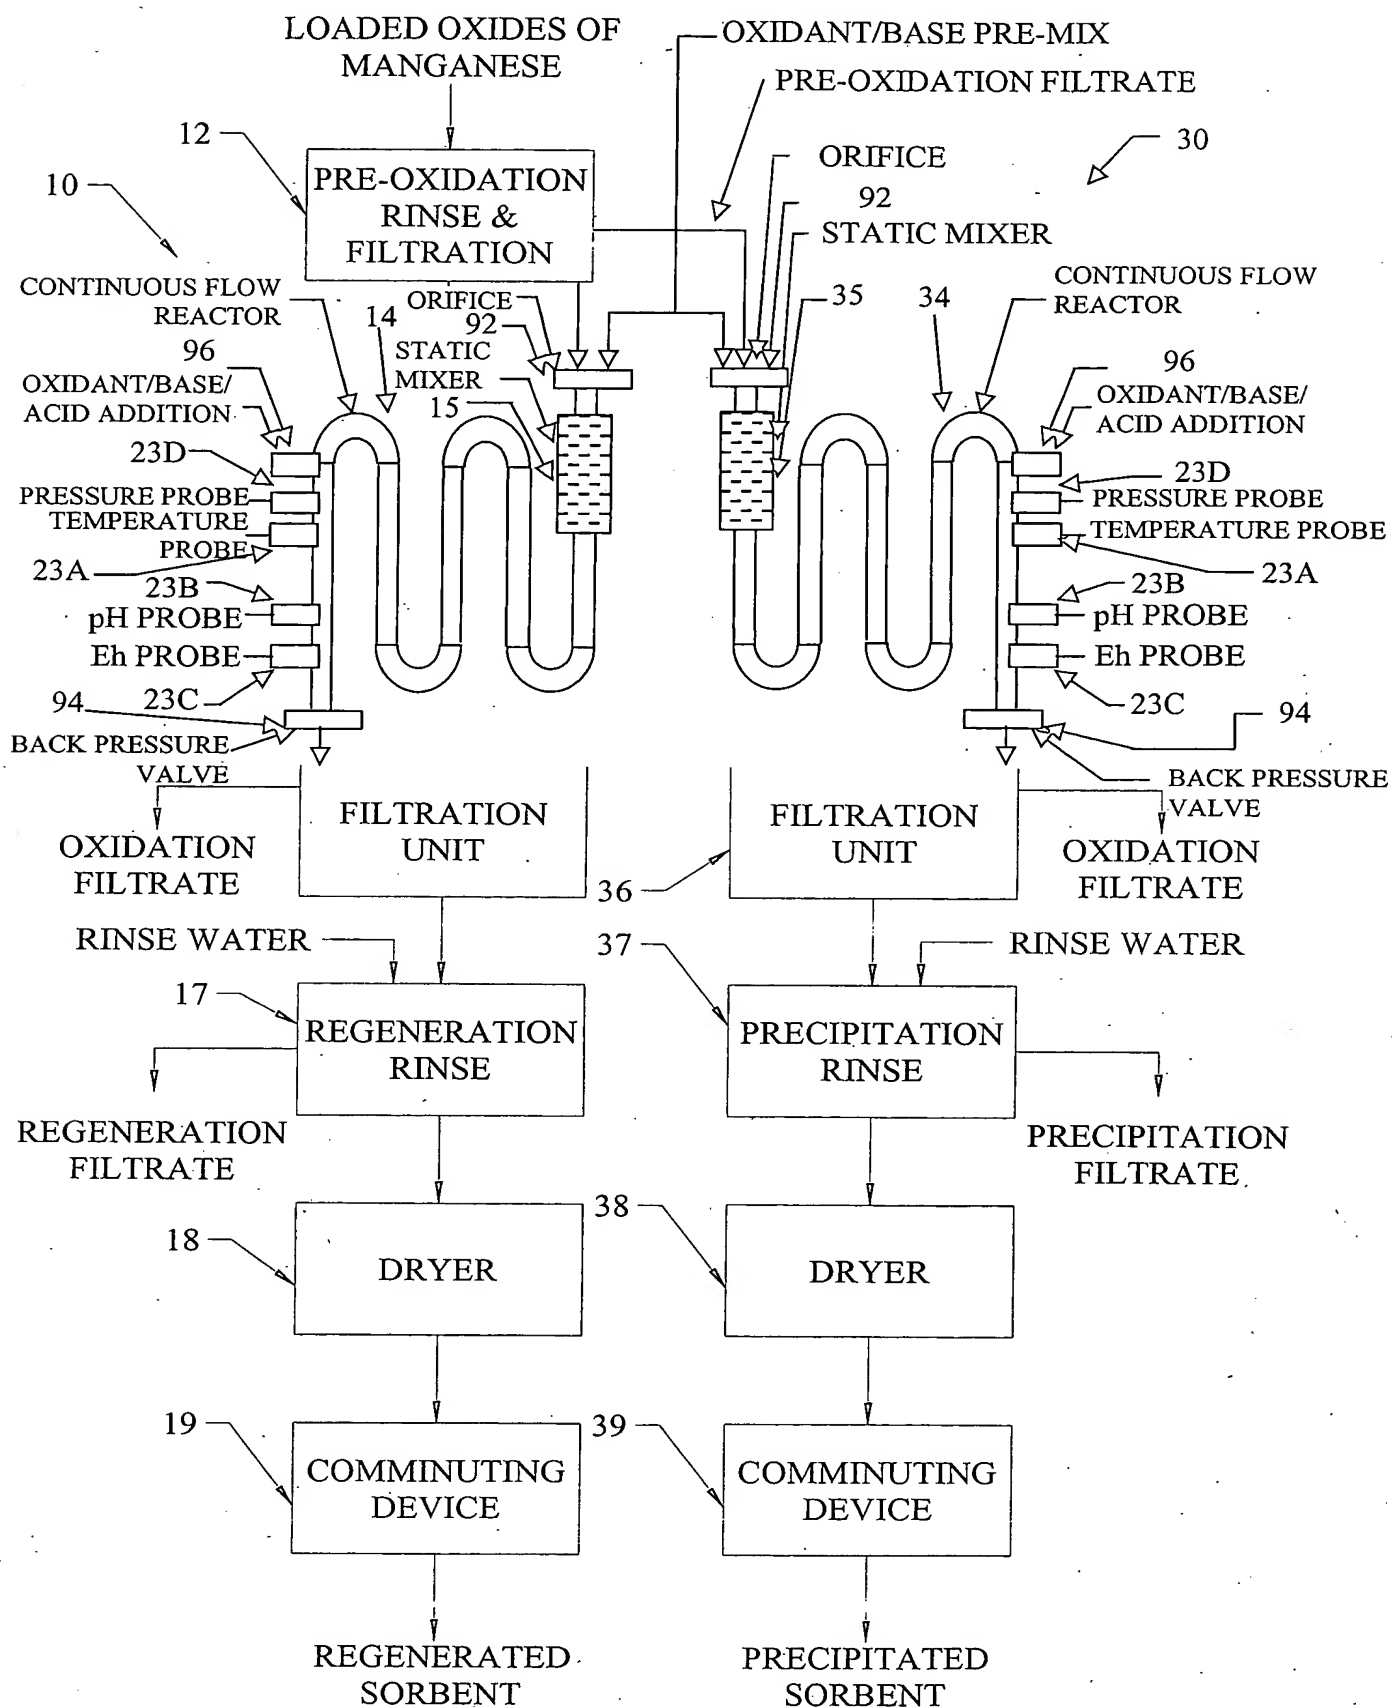 LOADED OXIDES OF
MANGANESE
OXIDANT/BASE PRE-MIX
PRE-OXIDATION FILTRATE
12
30
10
PRE-OXIDATION
RINSE &
FILTRATION
ORIFICE
92
STATIC MIXER
CONTINUOUS FLOW
REACTOR
14
ORIFICE
92
STATIC
MIXER
15
35
34
CONTINUOUS FLOW
REACTOR
96
OXIDANT/BASE/
ACID ADDITION
96
OXIDANT/BASE/
ACID ADDITION
23D
PRESSURE PROBE
TEMPERATURE
PROBE
23A
23B
pH PROBE
Eh PROBE
23C
94
BACK PRESSURE
VALVE
23D
PRESSURE PROBE
TEMPERATURE PROBE
23A
23B
pH PROBE
Eh PROBE
23C
94
BACK PRESSURE
VALVE
FILTRATION
UNIT
OXIDATION
FILTRATE
FILTRATION
UNIT
36
OXIDATION
FILTRATE
RINSE WATER
37
RINSE WATER
17
REGENERATION
RINSE
PRECIPITATION
RINSE
REGENERATION
FILTRATE
PRECIPITATION
FILTRATE
18
DRYER
38
DRYER
19
COMMINUTING
DEVICE
39
COMMINUTING
DEVICE
REGENERATED
SORBENT
PRECIPITATED
SORBENT